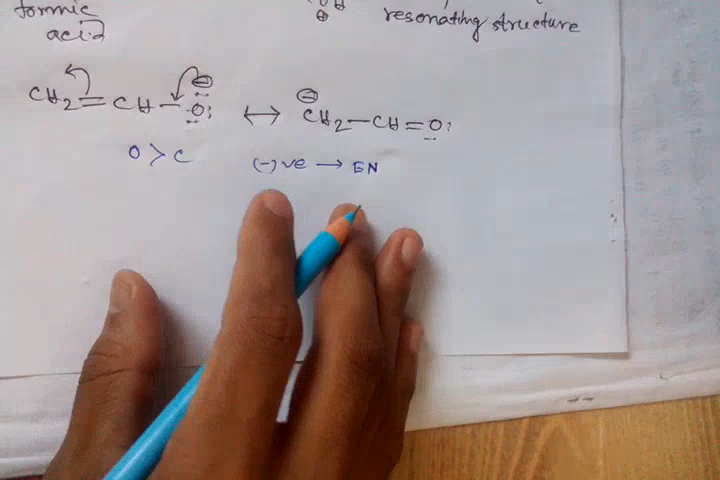 formic
acid
resonating structure
CH2=CH-O: ⊖ ↔ ⊖ CH2-CH=O:
O > C (-)ve → EN